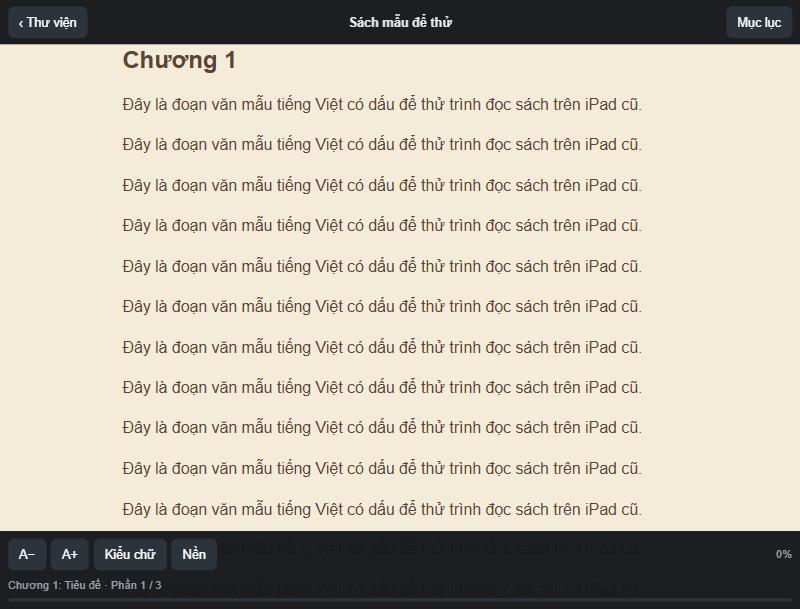 ‹ Thư viện
Sách mẫu để thử
Mục lục
Chương 1
Đây là đoạn văn mẫu tiếng Việt có dấu để thử trình đọc sách trên iPad cũ.
Đây là đoạn văn mẫu tiếng Việt có dấu để thử trình đọc sách trên iPad cũ.
Đây là đoạn văn mẫu tiếng Việt có dấu để thử trình đọc sách trên iPad cũ.
Đây là đoạn văn mẫu tiếng Việt có dấu để thử trình đọc sách trên iPad cũ.
Đây là đoạn văn mẫu tiếng Việt có dấu để thử trình đọc sách trên iPad cũ.
Đây là đoạn văn mẫu tiếng Việt có dấu để thử trình đọc sách trên iPad cũ.
Đây là đoạn văn mẫu tiếng Việt có dấu để thử trình đọc sách trên iPad cũ.
Đây là đoạn văn mẫu tiếng Việt có dấu để thử trình đọc sách trên iPad cũ.
Đây là đoạn văn mẫu tiếng Việt có dấu để thử trình đọc sách trên iPad cũ.
Đây là đoạn văn mẫu tiếng Việt có dấu để thử trình đọc sách trên iPad cũ.
Đây là đoạn văn mẫu tiếng Việt có dấu để thử trình đọc sách trên iPad cũ.
A− A+ Kiểu chữ Nền
0%
Chương 1: Tiêu đề · Phần 1 / 3